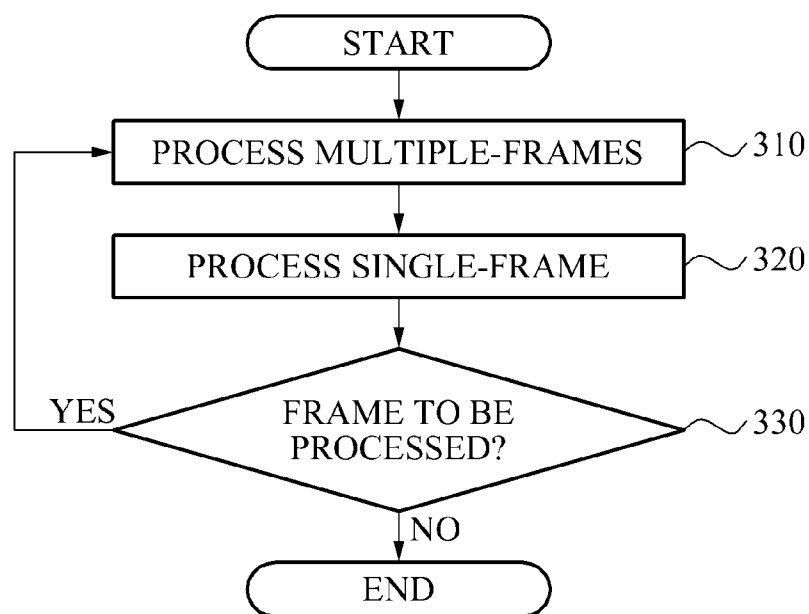 START
PROCESS MULTIPLE-FRAMES
310
PROCESS SINGLE-FRAME
320
FRAME TO BE
PROCESSED?
330
YES
NO
END